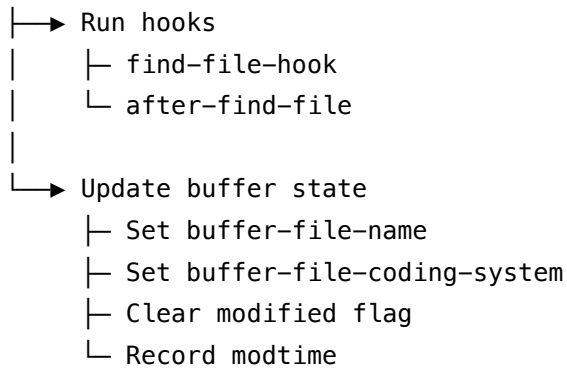 ├──▶ Run hooks
│    ├─ find-file-hook
│    └─ after-find-file
│
└──▶ Update buffer state
     ├─ Set buffer-file-name
     ├─ Set buffer-file-coding-system
     ├─ Clear modified flag
     └─ Record modtime